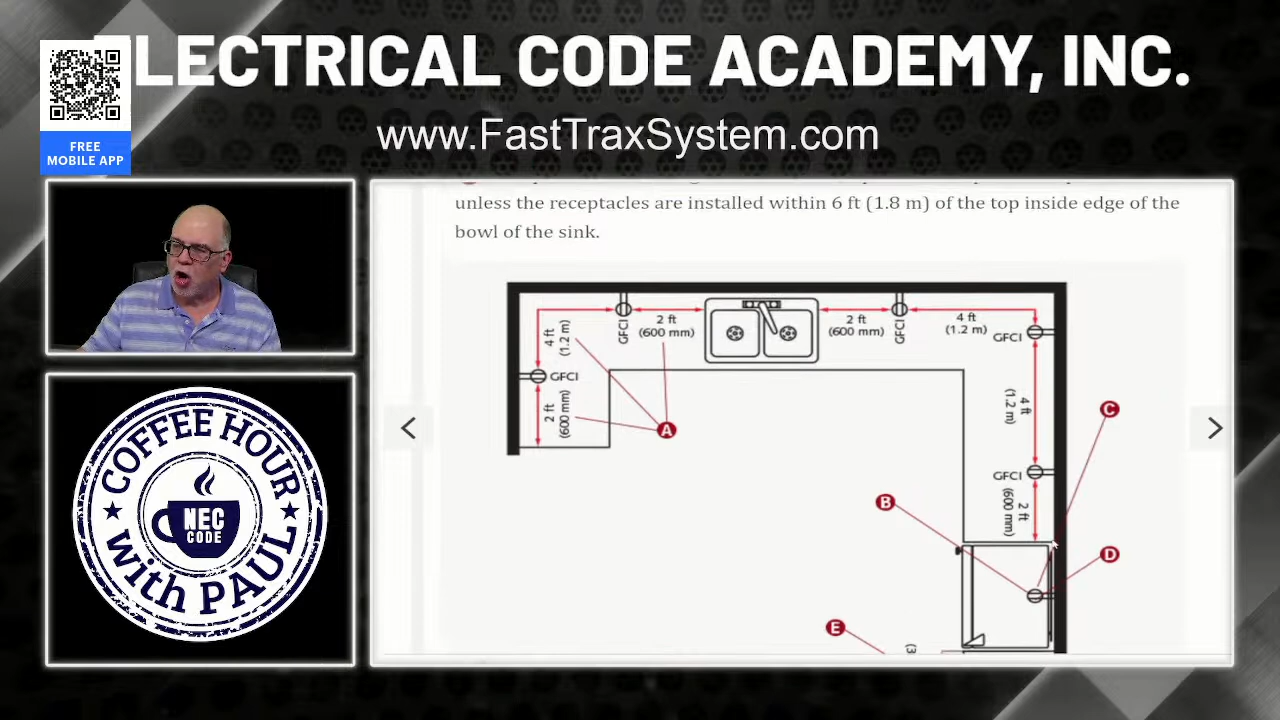 ELECTRICAL CODE ACADEMY, INC.
www.FastTraxSystem.com
FREE
MOBILE APP
unless the receptacles are installed within 6 ft (1.8 m) of the top inside edge of the
bowl of the sink.
4 ft
(1.2 m)
GFCI
2 ft
(600 mm)
2 ft
(600 mm)
GFCI
4 ft
(1.2 m)
GFCI
GFCI
2 ft
(600 mm)
A
4 ft
(1.2 m)
C
GFCI
2 ft
(600 mm)
B
D
E
(3
COFFEE HOUR
NEC
CODE
with PAUL